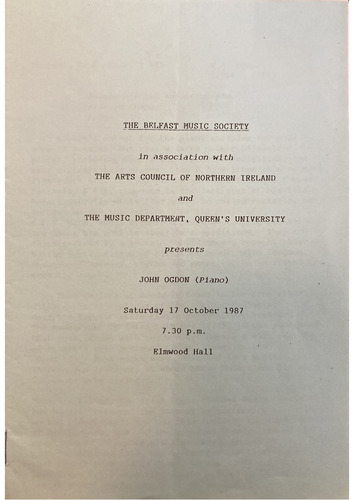 THE BELFAST MUSIC SOCIETY
in association with
THE ARTS COUNCIL OF NORTHERN IRELAND
and
THE MUSIC DEPARTMENT, QUEEN'S UNIVERSITY
presents
JOHN OGDON (Piano)
Saturday 17 October 1987
7.30 p.m.
Elmwood Hall